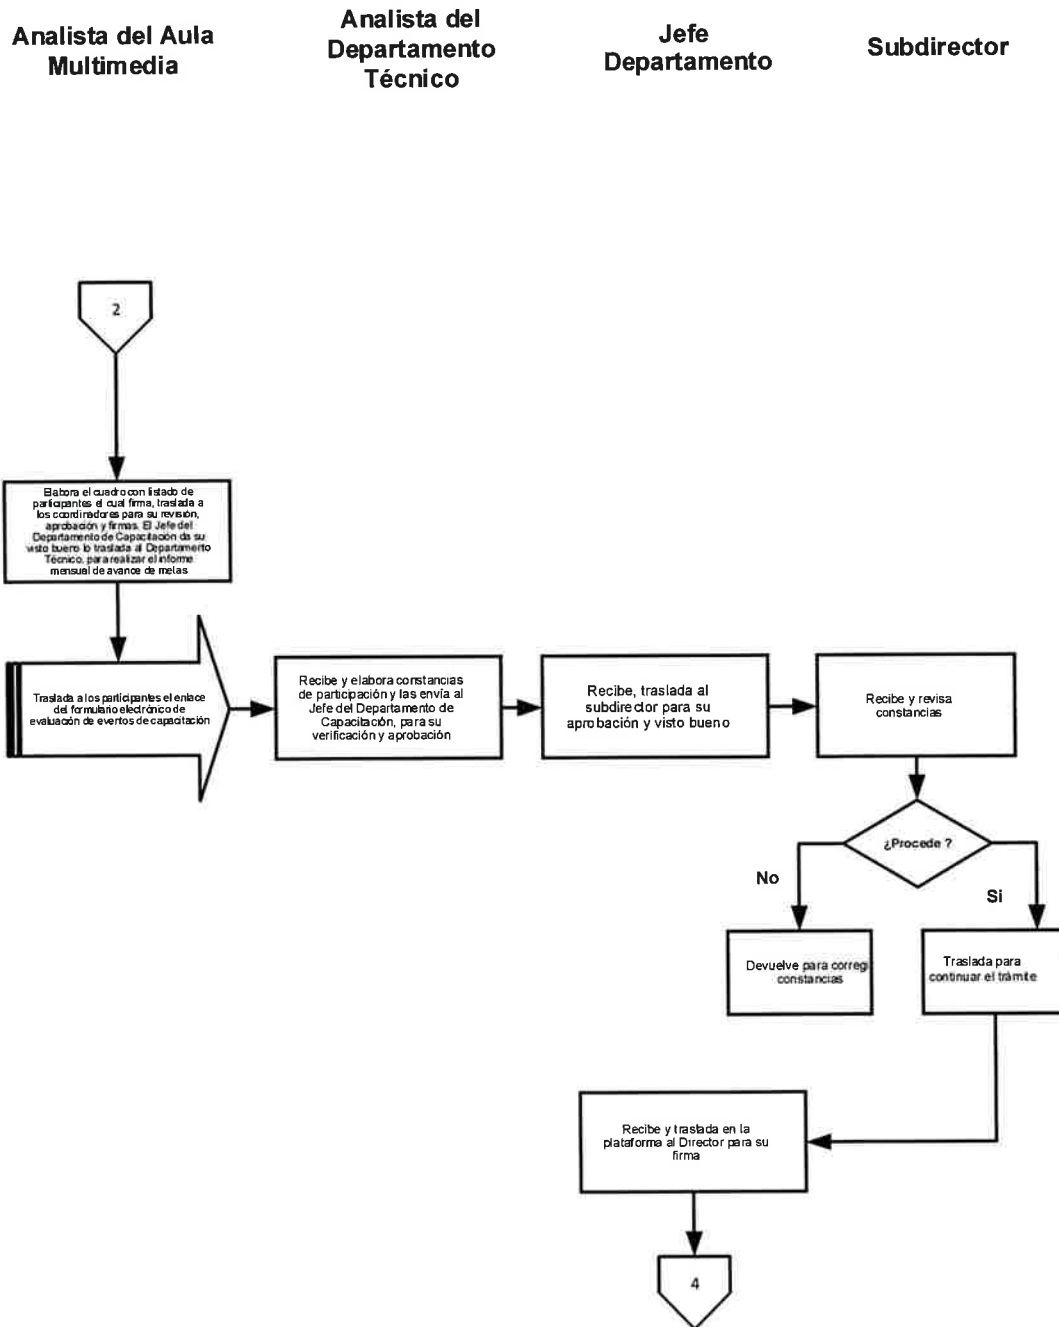 Analista del Aula
Multimedia
Analista del
Departamento
Técnico
Jefe
Departamento
Subdirector
2
Elabora el cuadro con listado de
participantes el cual firma, traslada a
los coordinadores para su revisión,
aprobación y firmas. El Jefe del
Departamento de Capacitación da su
visto bueno lo traslada al Departamento
Técnico, para realizar el informe
mensual de avance de metas
Traslada a los participantes el enlace
del formulario electrónico de
evaluación de eventos de capacitación
Recibe y elabora constancias
de participación y las envía al
Jefe del Departamento de
Capacitación, para su
verificación y aprobación
Recibe, traslada al
subdirector para su
aprobación y visto bueno
Recibe y revisa
constancias
¿Procede ?
No
Si
Devuelve para corregi
constancias
Traslada para
continuar el trámite
Recibe y traslada en la
plataforma al Director para su
firma
4